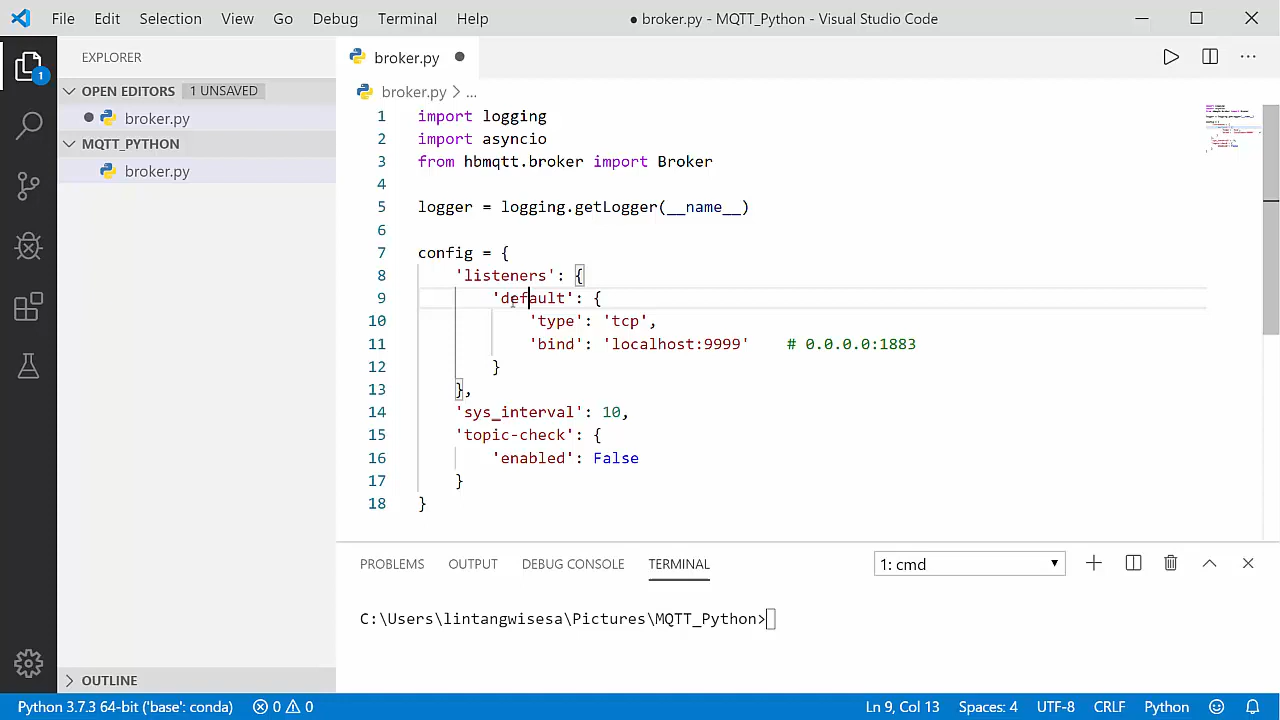 File Edit Selection View Go Debug Terminal Help
● broker.py - MQTT_Python - Visual Studio Code
EXPLORER
1
OPEN EDITORS 1 UNSAVED
broker.py
MQTT_PYTHON
broker.py
OUTLINE
broker.py
broker.py > ...
1 import logging
2 import asyncio
3 from hbmqtt.broker import Broker
4
5 logger = logging.getLogger(__name__)
6
7 config = {
8 'listeners': {
9 'default': {
10 'type': 'tcp',
11 'bind': 'localhost:9999' # 0.0.0.0:1883
12 }
13 },
14 'sys_interval': 10,
15 'topic-check': {
16 'enabled': False
17 }
18 }
PROBLEMS OUTPUT DEBUG CONSOLE TERMINAL 1: cmd
C:\Users\lintangwisesa\Pictures\MQTT_Python>
Python 3.7.3 64-bit ('base': conda) 0 0 Ln 9, Col 13 Spaces: 4 UTF-8 CRLF Python